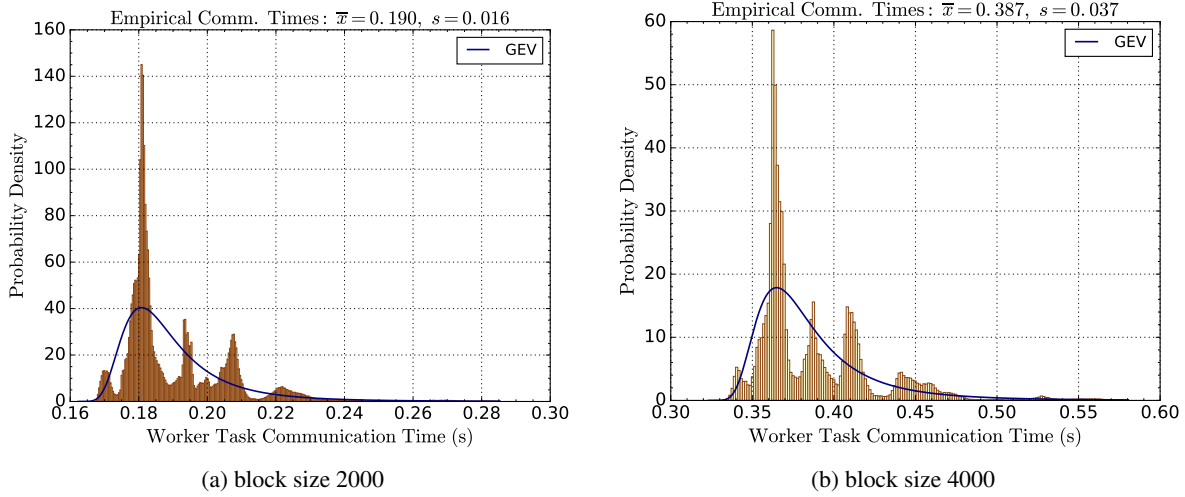 Empirical Comm. Times: x̅ = 0.190, s = 0.016
GEV
160
140
120
100
80
60
40
20
0
Probability Density
0.16 0.18 0.20 0.22 0.24 0.26 0.28 0.30
Worker Task Communication Time (s)
(a) block size 2000
Empirical Comm. Times: x̅ = 0.387, s = 0.037
GEV
60
50
40
30
20
10
0
Probability Density
0.30 0.35 0.40 0.45 0.50 0.55 0.60
Worker Task Communication Time (s)
(b) block size 4000